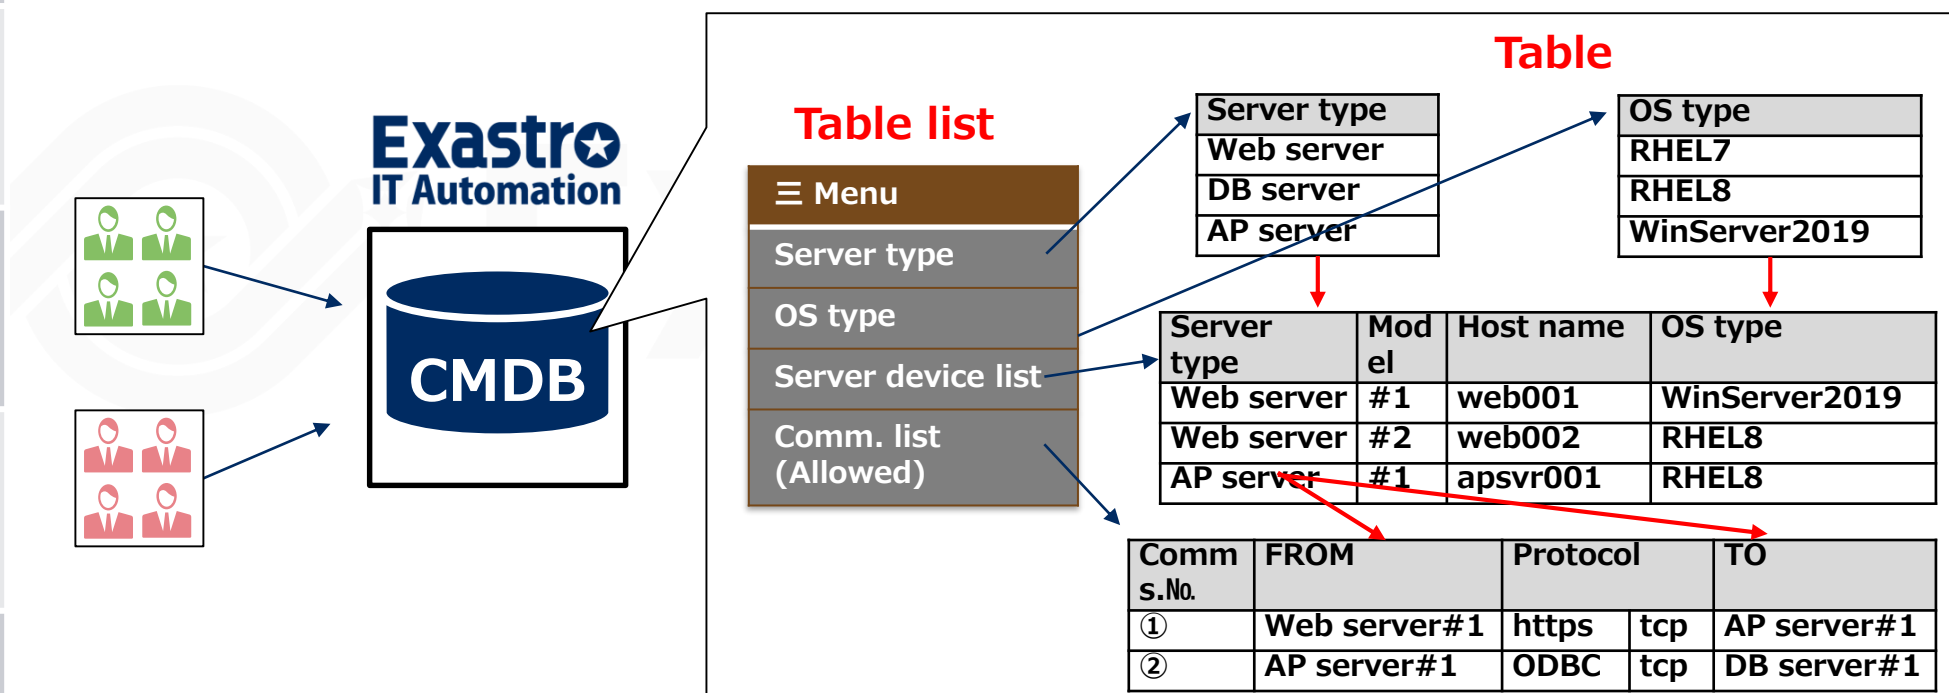 Exastro
IT Automation
CMDB
Table list
☰ Menu
Server type
OS type
Server device list
Comm. list
(Allowed)
Table
Server type
Web server
DB server
AP server
OS type
RHEL7
RHEL8
WinServer2019
Server type Model Host name OS type
Web server #1 web001 WinServer2019
Web server #2 web002 RHEL8
AP server #1 apsvr001 RHEL8
Comms.No. FROM Protocol TO
① Web server#1 https tcp AP server#1
② AP server#1 ODBC tcp DB server#1